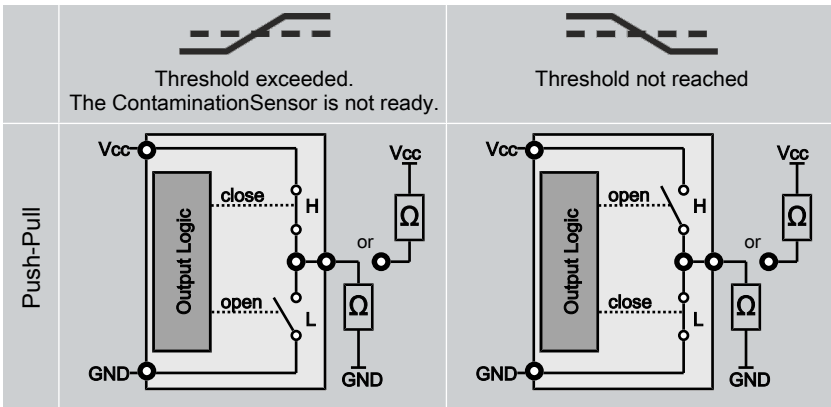 Threshold exceeded.
The ContaminationSensor is not ready.
Threshold not reached
Push-Pull
Vcc
Output Logic
close
H
open
L
GND
or
Vcc
Ω
Ω
GND
Vcc
Output Logic
open
H
close
L
GND
or
Vcc
Ω
Ω
GND